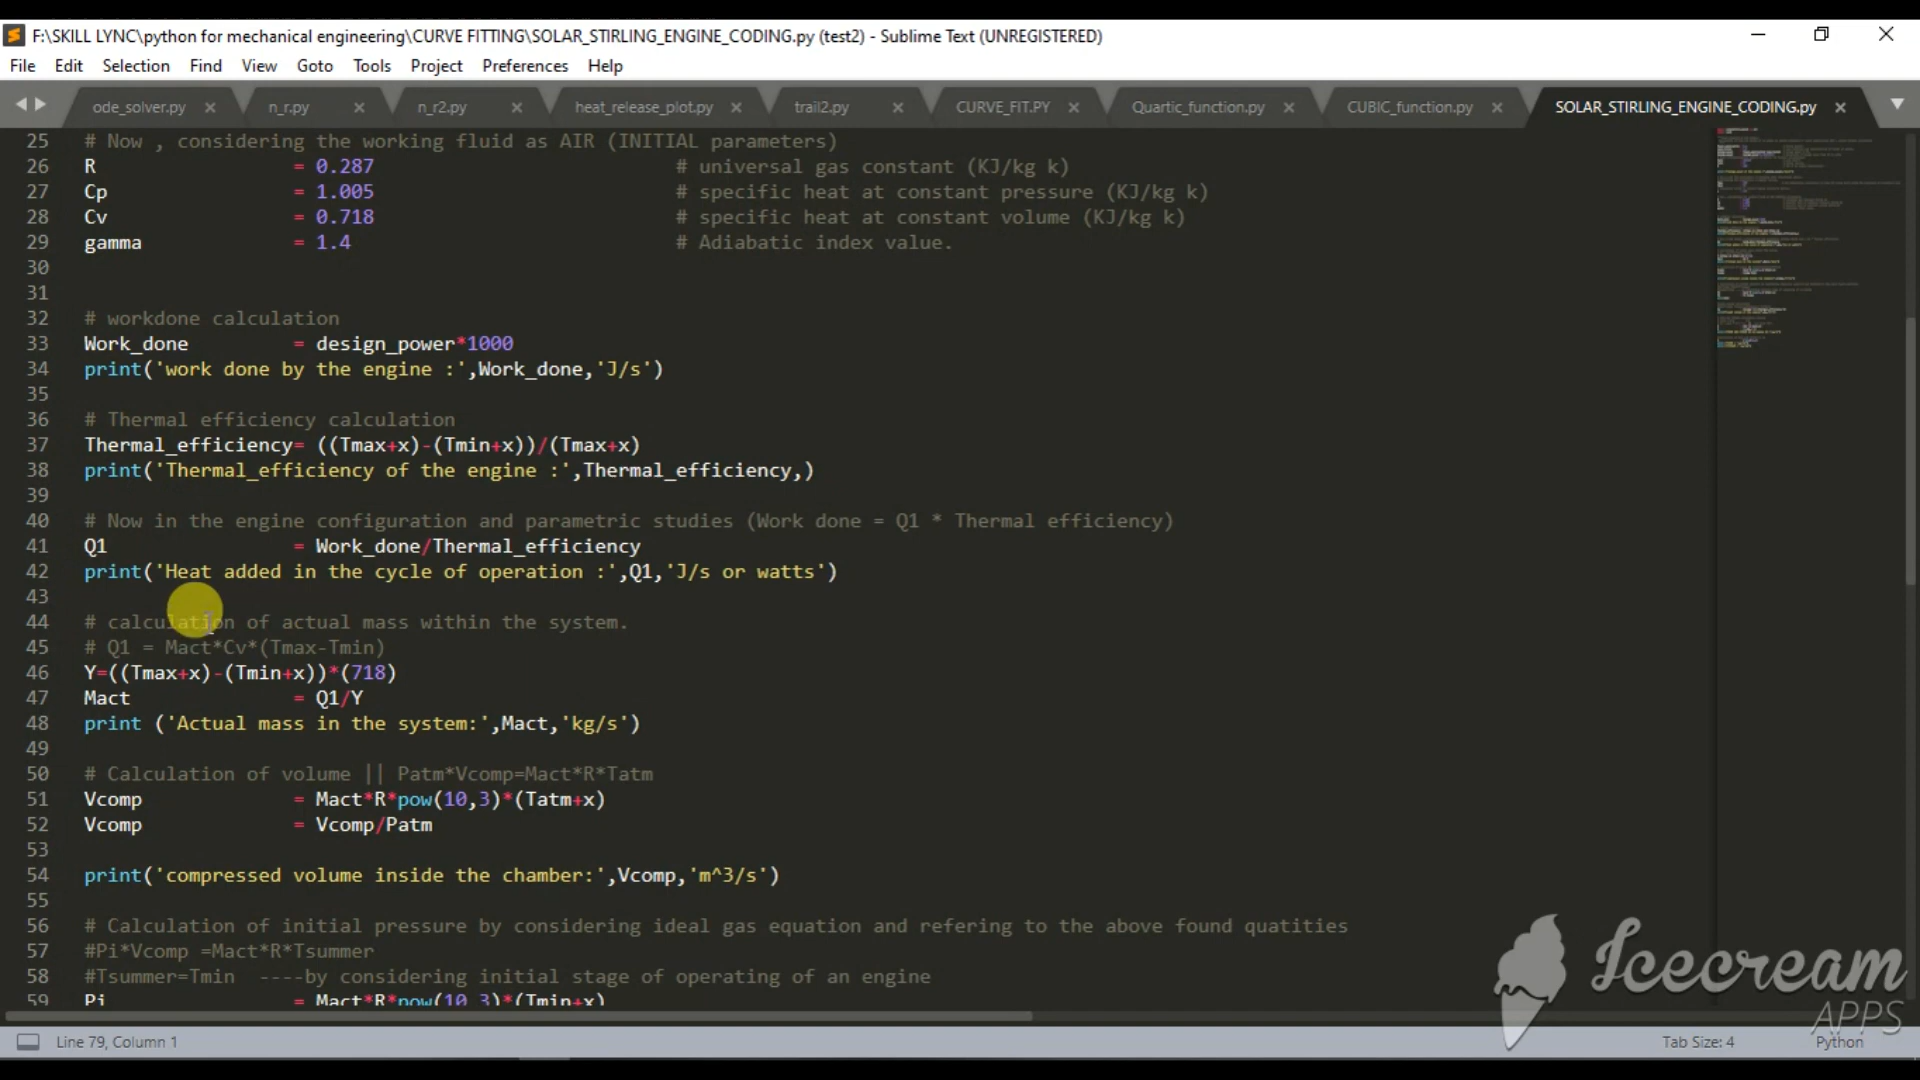 F:\SKILL LYNC\python for mechanical engineering\CURVE FITTING\SOLAR_STIRLING_ENGINE_CODING.py (test2) - Sublime Text (UNREGISTERED)
File Edit Selection Find View Goto Tools Project Preferences Help
ode_solver.py n_r.py n_r2.py heat_release_plot.py trail2.py CURVE_FIT.PY Quartic_function.py CUBIC_function.py SOLAR_STIRLING_ENGINE_CODING.py
25 # Now , considering the working fluid as AIR (INITIAL parameters)
26 R = 0.287 # universal gas constant (KJ/kg k)
27 Cp = 1.005 # specific heat at constant pressure (KJ/kg k)
28 Cv = 0.718 # specific heat at constant volume (KJ/kg k)
29 gamma = 1.4 # Adiabatic index value.
30
31
32 # workdone calculation
33 Work_done = design_power*1000
34 print('work done by the engine :',Work_done,'J/s')
35
36 # Thermal efficiency calculation
37 Thermal_efficiency= ((Tmax+x)-(Tmin+x))/(Tmax+x)
38 print('Thermal_efficiency of the engine :',Thermal_efficiency,)
39
40 # Now in the engine configuration and parametric studies (Work done = Q1 * Thermal efficiency)
41 Q1 = Work_done/Thermal_efficiency
42 print('Heat added in the cycle of operation :',Q1,'J/s or watts')
43
44 # calculation of actual mass within the system.
45 # Q1 = Mact*Cv*(Tmax-Tmin)
46 Y=((Tmax+x)-(Tmin+x))*(718)
47 Mact = Q1/Y
48 print ('Actual mass in the system:',Mact,'kg/s')
49
50 # Calculation of volume || Patm*Vcomp=Mact*R*Tatm
51 Vcomp = Mact*R*pow(10,3)*(Tatm+x)
52 Vcomp = Vcomp/Patm
53
54 print('compressed volume inside the chamber:',Vcomp,'m^3/s')
55
56 # Calculation of initial pressure by considering ideal gas equation and refering to the above found quatities
57 #Pi*Vcomp =Mact*R*Tsummer
58 #Tsummer=Tmin ----by considering initial stage of operating of an engine
59 Pi = Mact*R*pow(10,3)*(Tmin+x)
Icecream
APPS
Line 79, Column 1 Tab Size: 4 Python